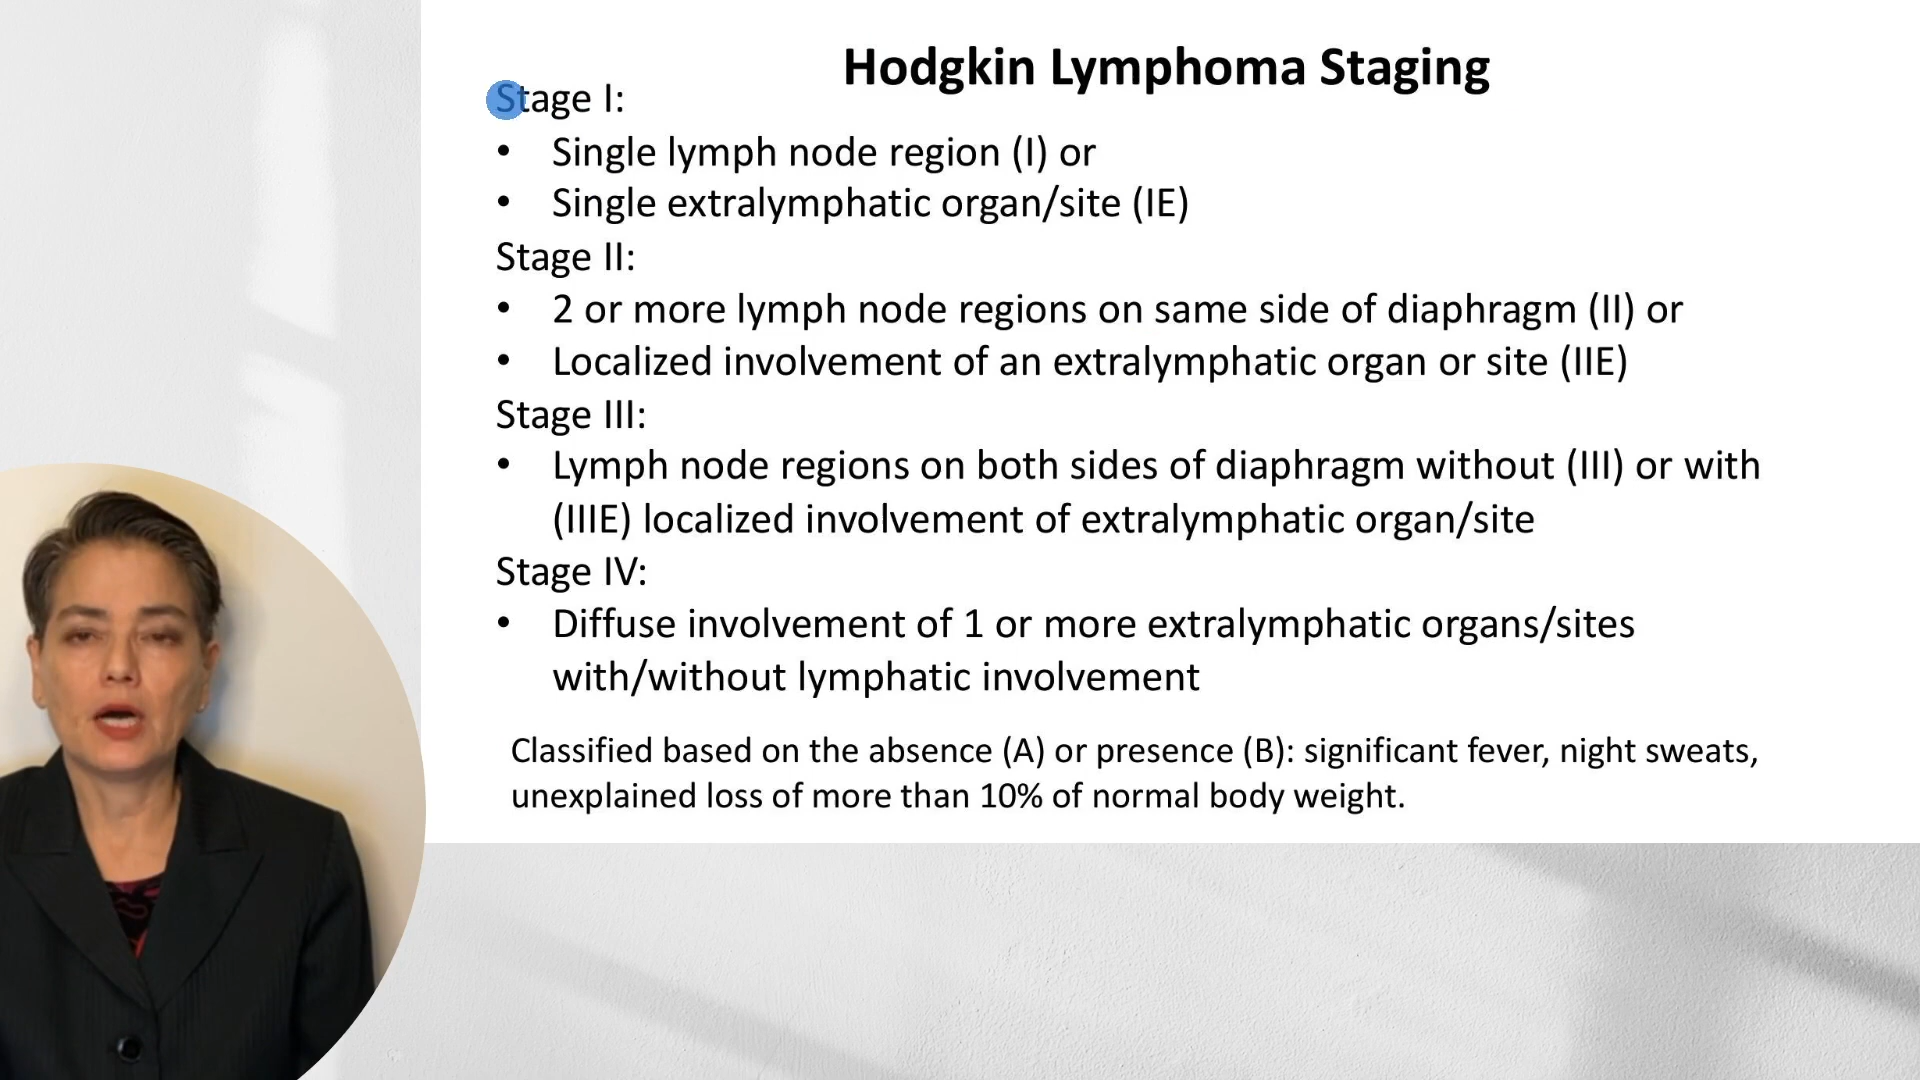 Hodgkin Lymphoma Staging
Stage I:
• Single lymph node region (I) or
• Single extralymphatic organ/site (IE)
Stage II:
• 2 or more lymph node regions on same side of diaphragm (II) or
• Localized involvement of an extralymphatic organ or site (IIE)
Stage III:
• Lymph node regions on both sides of diaphragm without (III) or with
(IIIE) localized involvement of extralymphatic organ/site
Stage IV:
• Diffuse involvement of 1 or more extralymphatic organs/sites
with/without lymphatic involvement
Classified based on the absence (A) or presence (B): significant fever, night sweats,
unexplained loss of more than 10% of normal body weight.